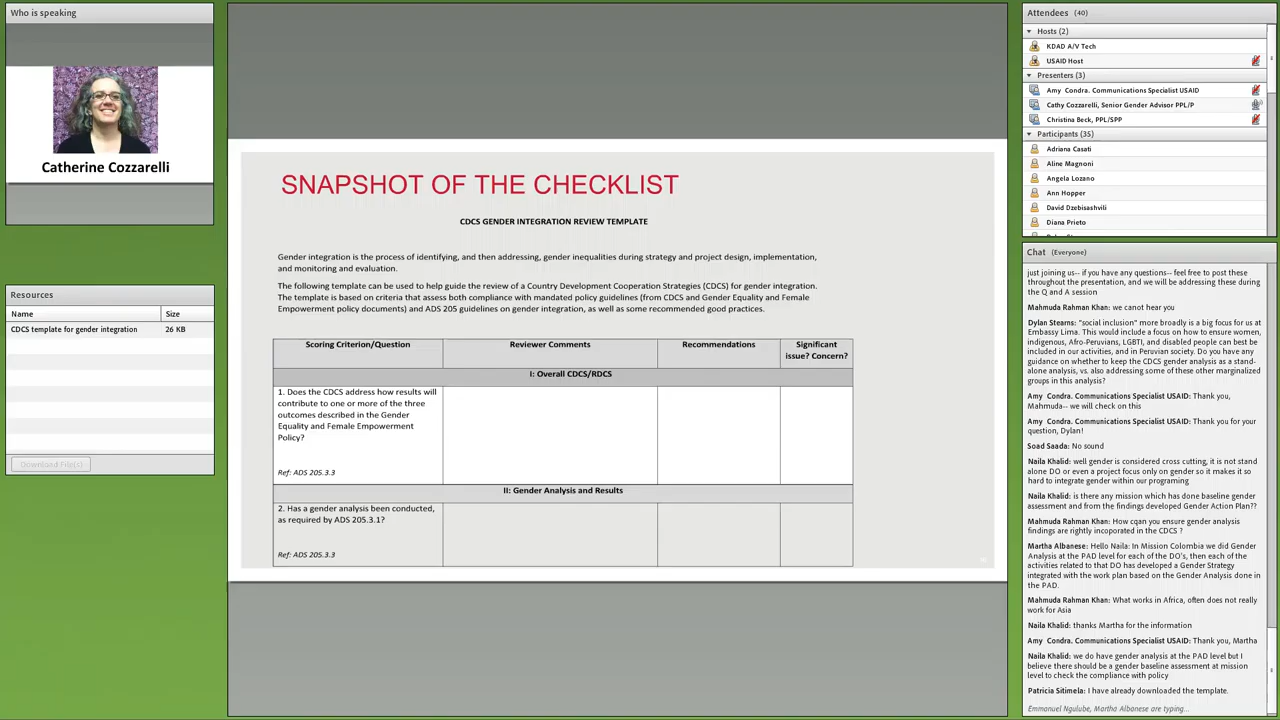 Who is speaking
Catherine Cozzarelli
Resources
Name Size
CDCS template for gender integration 26 KB
Download File(s)
SNAPSHOT OF THE CHECKLIST
CDCS GENDER INTEGRATION REVIEW TEMPLATE
Gender integration is the process of identifying, and then addressing, gender inequalities during strategy and project design, implementation,
and monitoring and evaluation.
The following template can be used to help guide the review of a Country Development Cooperation Strategies (CDCS) for gender integration.
The template is based on criteria that assess both compliance with mandated policy guidelines (from CDCS and Gender Equality and Female
Empowerment policy documents) and ADS 205 guidelines on gender integration, as well as some recommended good practices.
Scoring Criterion/Question Reviewer Comments Recommendations Significant
issue? Concern?
I: Overall CDCS/RDCS
1. Does the CDCS address how results will
contribute to one or more of the three
outcomes described in the Gender
Equality and Female Empowerment
Policy?
Ref: ADS 205.3.3
II: Gender Analysis and Results
2. Has a gender analysis been conducted,
as required by ADS 205.3.1?
Ref: ADS 205.3.3
Attendees (40)
Hosts (2)
KDAD A/V Tech
USAID Host
Presenters (3)
Amy Condra. Communications Specialist USAID
Cathy Cozzarelli, Senior Gender Advisor PPL/P
Christina Beck, PPL/SPP
Participants (35)
Adriana Casati
Aline Magnoni
Angela Lozano
Ann Hopper
David Dzebisashvili
Diana Prieto
Chat (Everyone)
just joining us-- if you have any questions-- feel free to post these
throughout the presentation, and we will be addressing these during
the Q and A session
Mahmuda Rahman Khan: we canot hear you
Dylan Stearns: "social inclusion" more broadly is a big focus for us at
Embassy Lima. This would include a focus on how to ensure women,
indigenous, Afro-Peruvians, LGBTI, and disabled people can best be
included in our activities, and in Peruvian society. Do you have any
guidance on whether to keep the CDCS gender analysis as a stand-
alone analysis, vs. also addressing some of these other marginalized
groups in this analysis?
Amy Condra. Communications Specialist USAID: Thank you,
Mahmuda-- we will check on this
Amy Condra. Communications Specialist USAID: Thank you for your
question, Dylan!
Soad Saada: No sound
Naila Khalid: well gender is considered cross cutting, it is not stand
alone DO or even a project focus only on gender so it makes it so
hard to integrate gender within our programing
Naila Khalid: is there any mission which has done baseline gender
assessment and from the findings developed Gender Action Plan??
Mahmuda Rahman Khan: How cqan you ensure gender analysis
findings are rightly incoporated in the CDCS ?
Martha Albanese: Hello Naila: In Mission Colombia we did Gender
Analysis at the PAD level for each of the DO's, then each of the
activities related to that DO has developed a Gender Strategy
integrated with the work plan based on the Gender Analysis done in
the PAD.
Mahmuda Rahman Khan: What works in Africa, often does not really
work for Asia
Naila Khalid: thanks Martha for the information
Amy Condra. Communications Specialist USAID: Thank you, Martha
Naila Khalid: we do have gender analysis at the PAD level but I
believe there should be a gender baseline assessment at mission
level to check the compliance with policy
Patricia Sitimela: I have already downloaded the template.
Emmanuel Ngulube, Martha Albanese are typing...